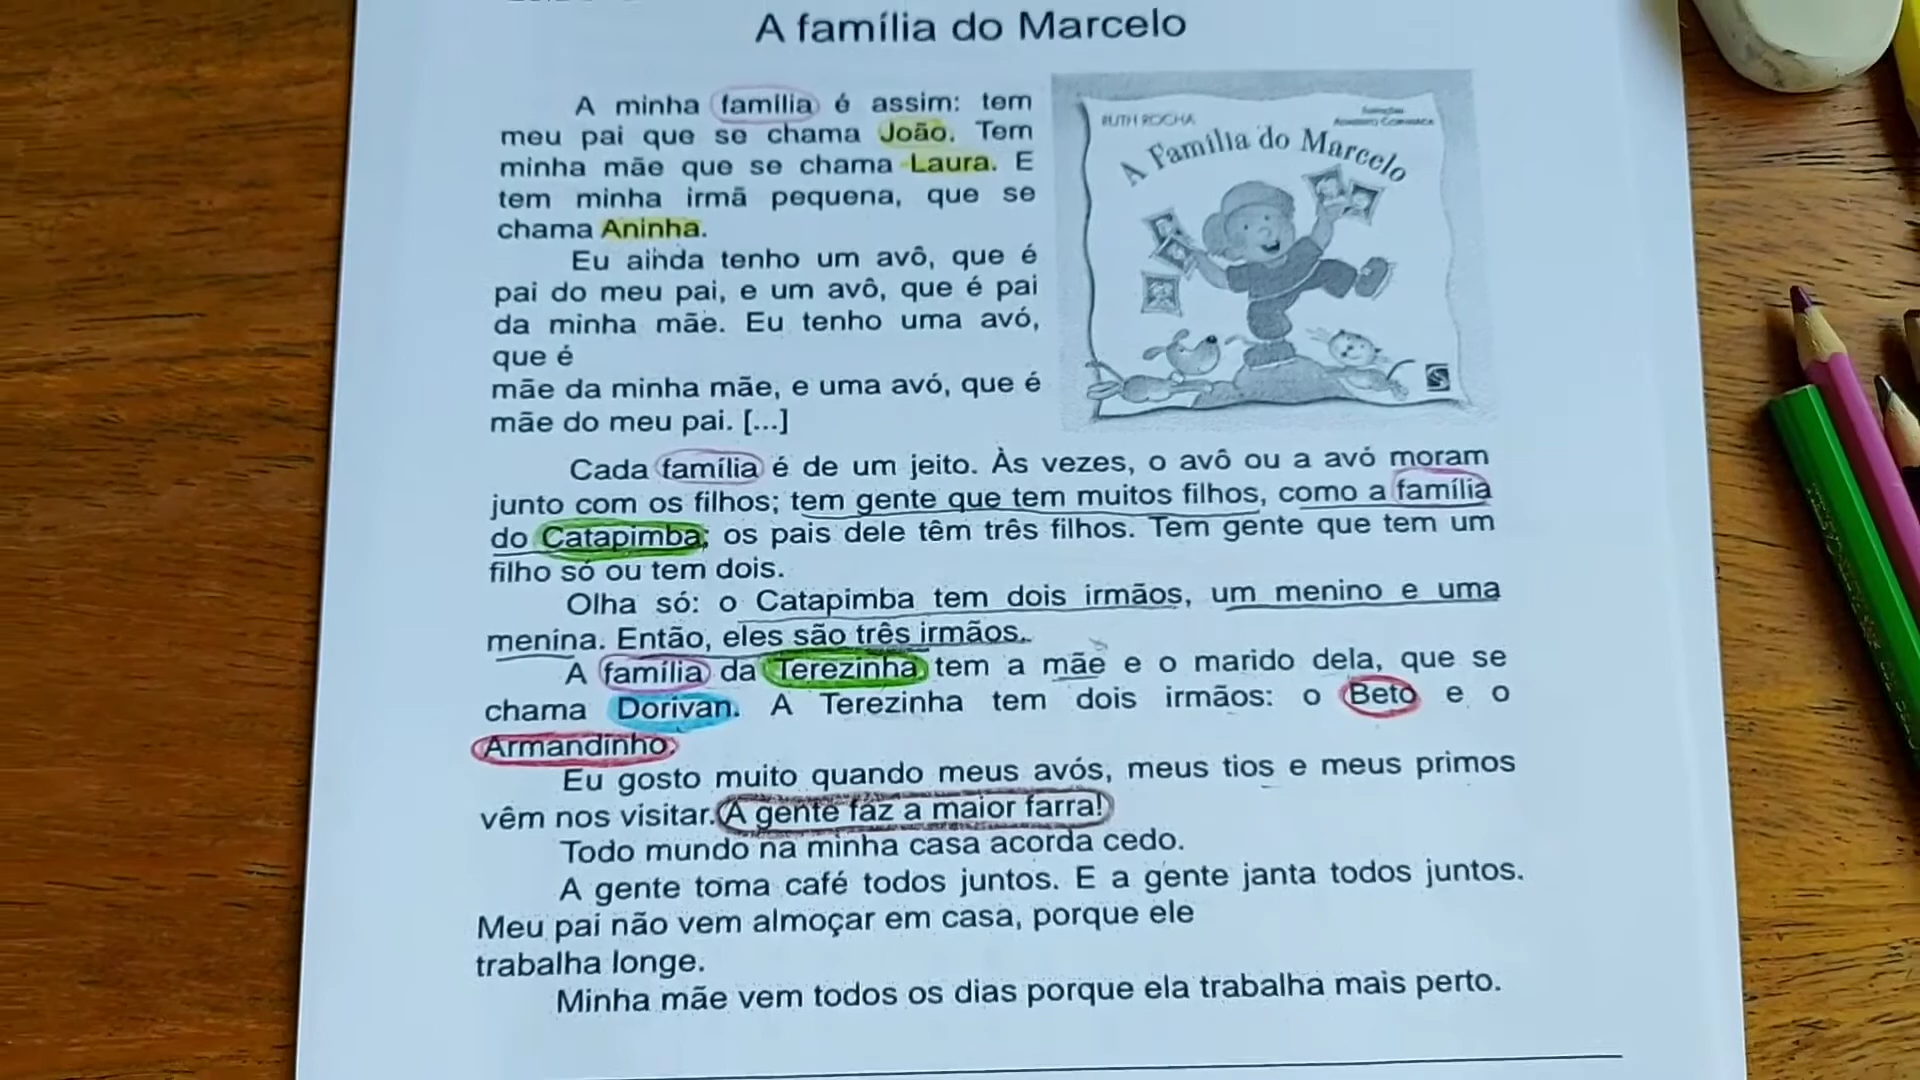 A família do Marcelo
A minha família é assim: tem
meu pai que se chama João. Tem
minha mãe que se chama Laura. E
tem minha irmã pequena, que se
chama Aninha.
Eu ainda tenho um avô, que é
pai do meu pai, e um avô, que é pai
da minha mãe. Eu tenho uma avó,
que é
mãe da minha mãe, e uma avó, que é
mãe do meu pai. [...]
RUTH ROCHA
A Família do Marcelo
Cada família é de um jeito. Às vezes, o avô ou a avó moram
junto com os filhos; tem gente que tem muitos filhos, como a família
do Catapimba; os pais dele têm três filhos. Tem gente que tem um
filho só ou tem dois.
Olha só: o Catapimba tem dois irmãos, um menino e uma
menina. Então, eles são três irmãos.
A família da Terezinha tem a mãe e o marido dela, que se
chama Dorivan. A Terezinha tem dois irmãos: o Beto e o
Armandinho.
Eu gosto muito quando meus avós, meus tios e meus primos
vêm nos visitar. A gente faz a maior farra!
Todo mundo na minha casa acorda cedo.
A gente toma café todos juntos. E a gente janta todos juntos.
Meu pai não vem almoçar em casa, porque ele
trabalha longe.
Minha mãe vem todos os dias porque ela trabalha mais perto.